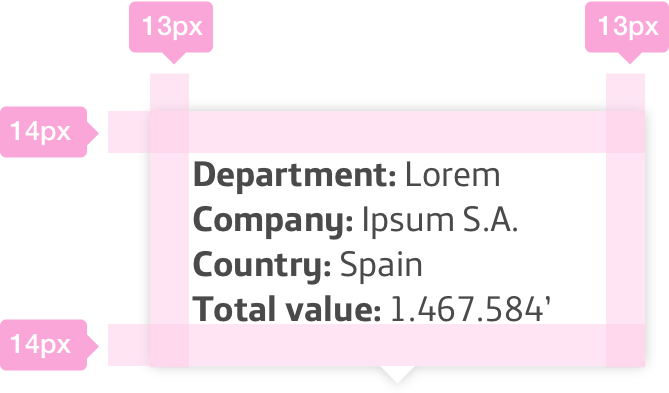 13px 13px
14px
Department: Lorem
Company: Ipsum S.A.
Country: Spain
Total value: 1.467.584’
14px